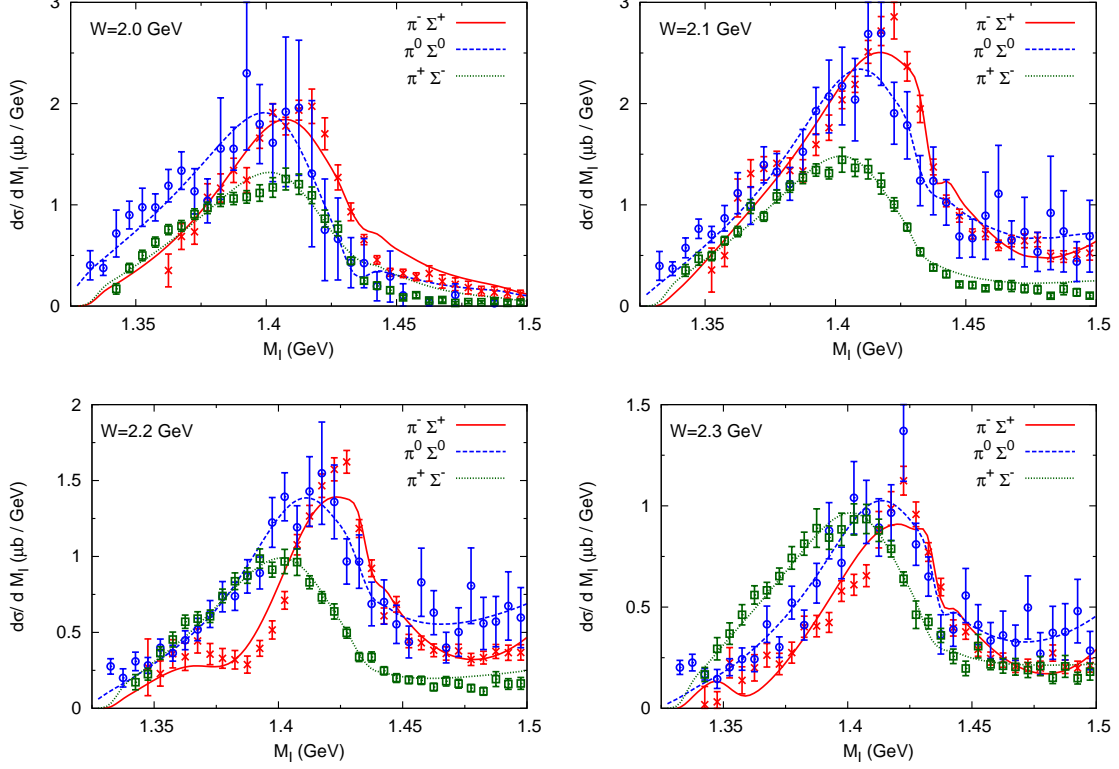 3
2
1
0
dσ/ d M_I (μb / GeV)
W=2.0 GeV
π⁻ Σ⁺
π⁰ Σ⁰
π⁺ Σ⁻
1.35 1.4 1.45 1.5
M_I (GeV)
3
2
1
0
dσ/ d M_I (μb / GeV)
W=2.1 GeV
π⁻ Σ⁺
π⁰ Σ⁰
π⁺ Σ⁻
1.35 1.4 1.45 1.5
M_I (GeV)
2
1.5
1
0.5
0
dσ/ d M_I (μb / GeV)
W=2.2 GeV
π⁻ Σ⁺
π⁰ Σ⁰
π⁺ Σ⁻
1.35 1.4 1.45 1.5
M_I (GeV)
1.5
1
0.5
0
dσ/ d M_I (μb / GeV)
W=2.3 GeV
π⁻ Σ⁺
π⁰ Σ⁰
π⁺ Σ⁻
1.35 1.4 1.45 1.5
M_I (GeV)